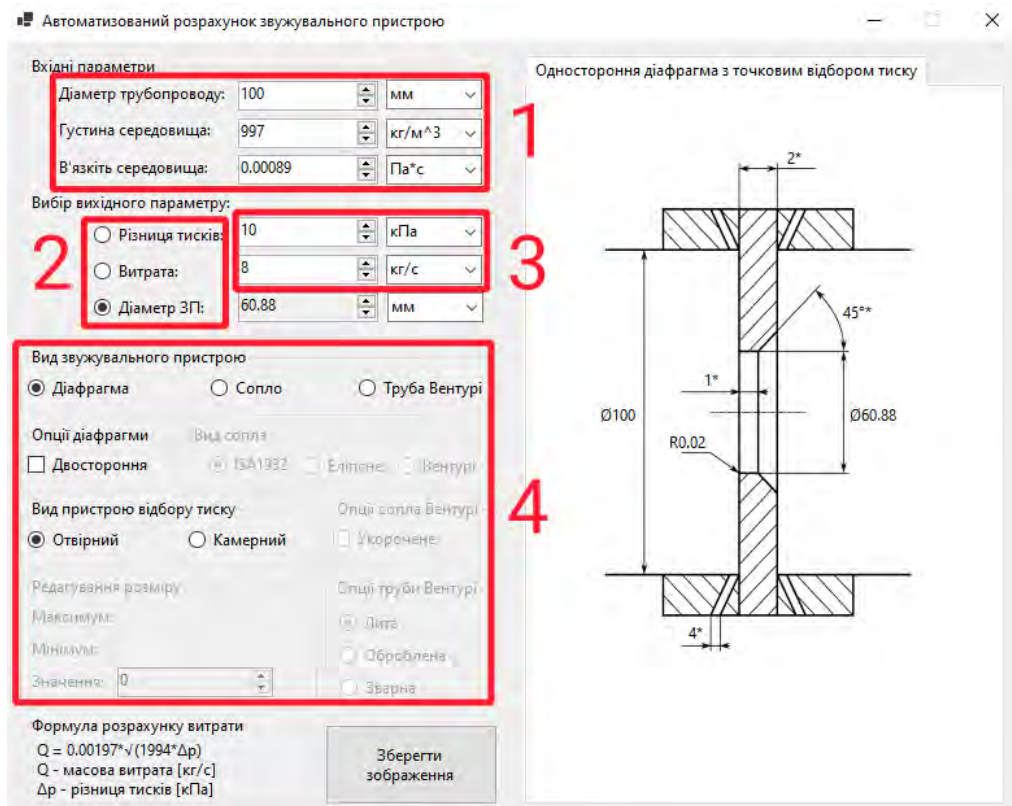 Автоматизований розрахунок звужувального пристрою
Вхідні параметри
Діаметр трубопроводу: 100 мм
Густина середовища: 997 кг/м^3
В'язкість середовища: 0.00089 Па*с
1
Вибір вихідного параметру:
Різниця тисків: 10 кПа
Витрата: 8 кг/с
Діаметр ЗП: 60.88 мм
2
3
Вид звужувального пристрою
Діафрагма Сопло Труба Вентурі
Опції діафрагми Вид сопла
Двостороння ISA1932 Еліпсне Вентурі
Вид пристрою відбору тиску Опції сопла Вентурі
Отвірний Камерний Укорочене
Редагування розміру Опції труби Вентурі
Максимум: Лита
Мінімум: Оброблена
Значення: 0 Зварна
4
Формула розрахунку витрати
Q = 0.00197*√(1994*Δp)
Q - масова витрата [кг/с]
Δp - різниця тисків [кПа]
Зберегти
зображення
Одностороння діафрагма з точковим відбором тиску
2*
45°*
1*
Ø100
Ø60.88
R0.02
4*